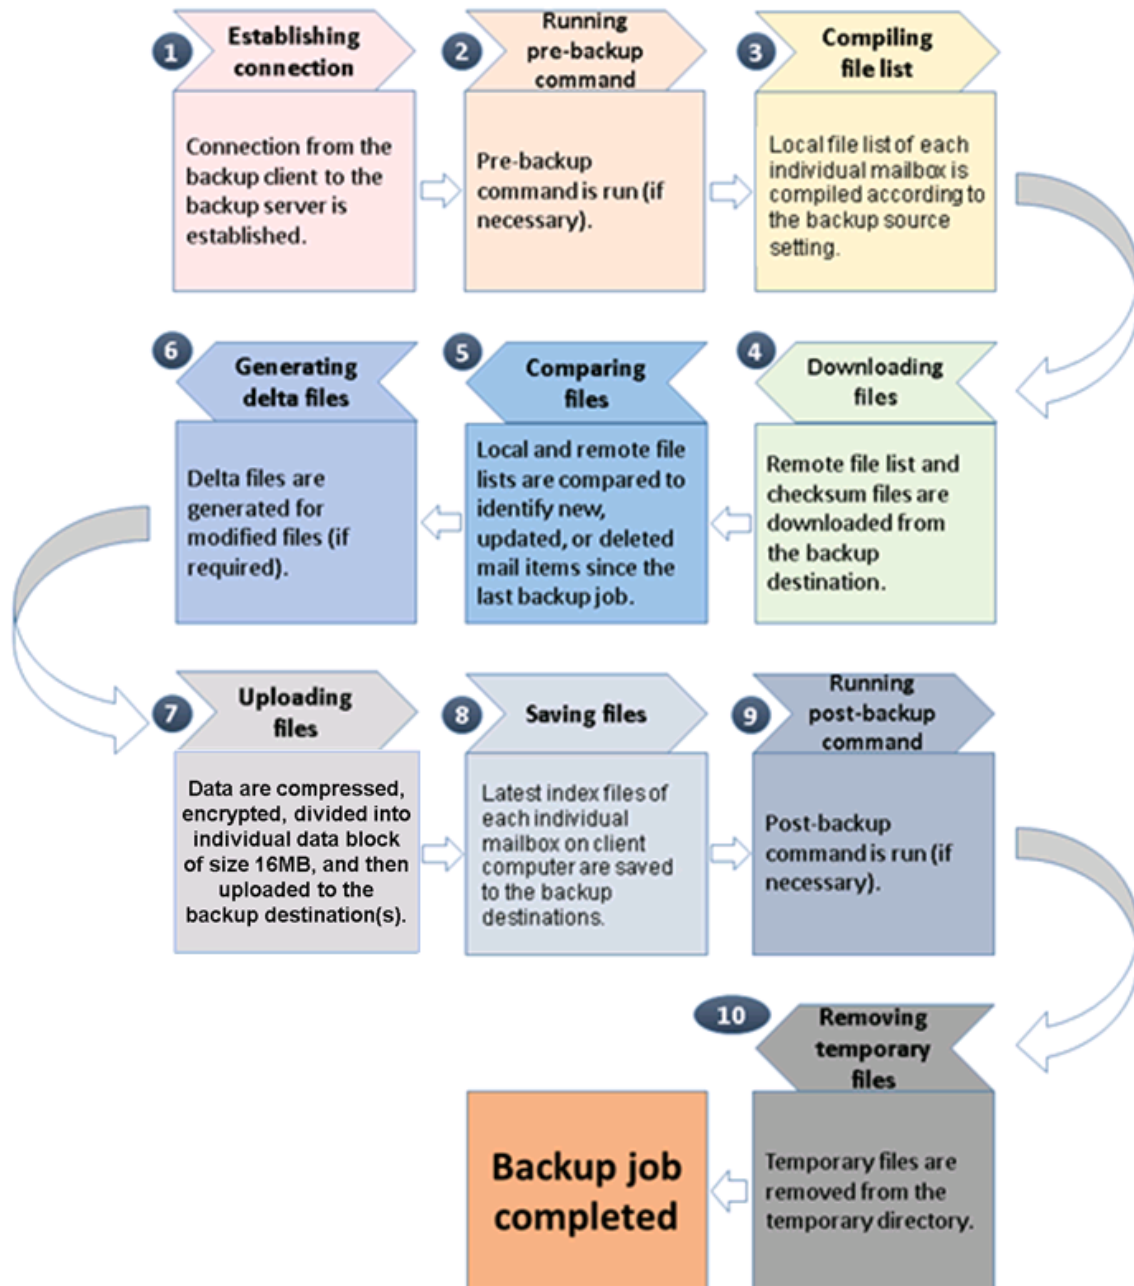 1
Establishing
connection
Connection from the
backup client to the
backup server is
established.
2
Running
pre-backup
command
Pre-backup
command is run (if
necessary).
3
Compiling
file list
Local file list of each
individual mailbox is
compiled according to
the backup source
setting.
4
Downloading
files
Remote file list and
checksum files are
downloaded from
the backup
destination.
5
Comparing
files
Local and remote file
lists are compared to
identify new,
updated, or deleted
mail items since the
last backup job.
6
Generating
delta files
Delta files are
generated for
modified files (if
required).
7
Uploading
files
Data are compressed,
encrypted, divided into
individual data block
of size 16MB, and then
uploaded to the
backup destination(s).
8
Saving files
Latest index files of
each individual
mailbox on client
computer are saved
to the backup
destinations.
9
Running
post-backup
command
Post-backup
command is run (if
necessary).
10
Removing
temporary
files
Temporary files are
removed from the
temporary directory.
Backup job
completed